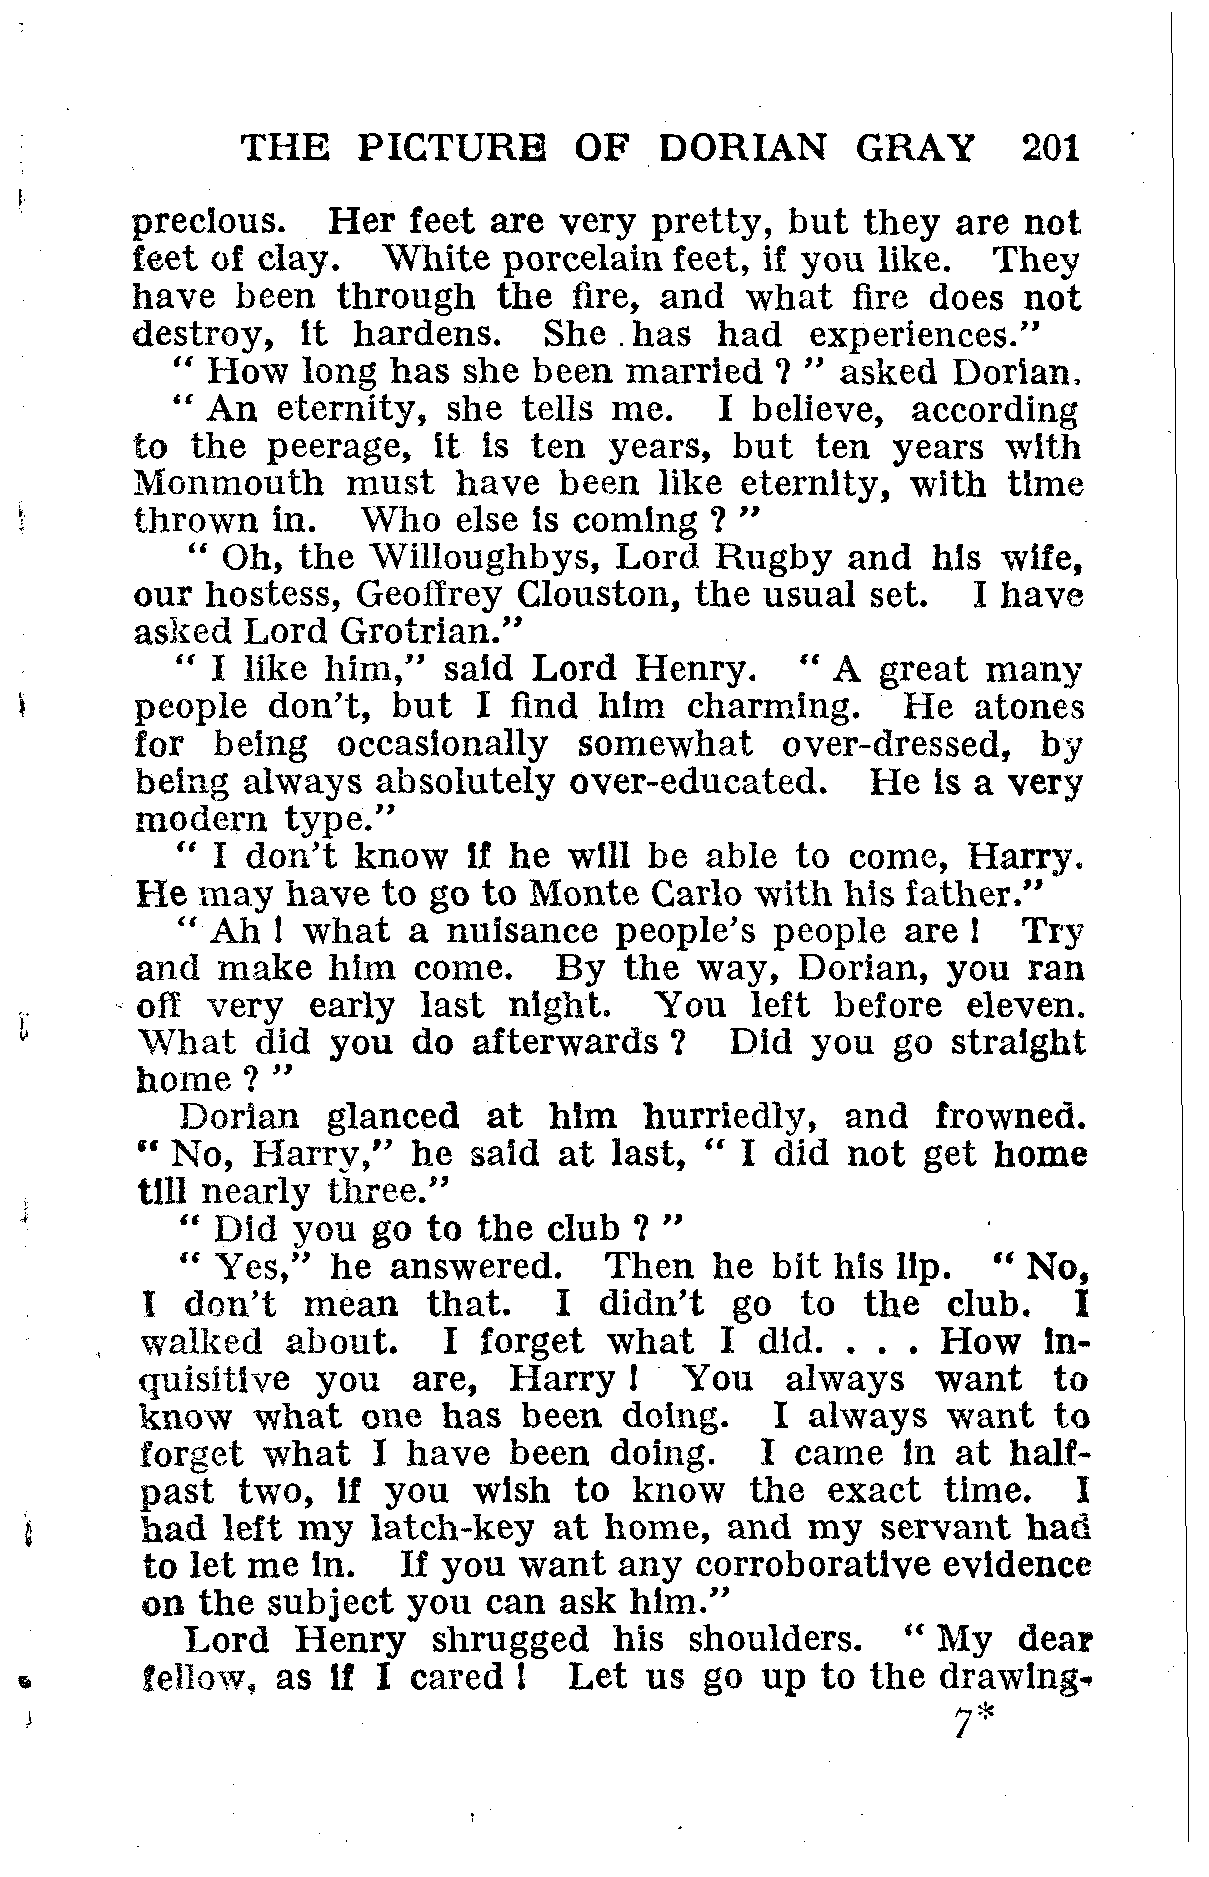 THE PICTURE OF DORIAN GRAY 201
precious. Her feet are very pretty, but they are not
feet of clay. White porcelain feet, if you like. They
have been through the fire, and what fire does not
destroy, it hardens. She has had experiences."
" How long has she been married ? " asked Dorian.
" An eternity, she tells me. I believe, according
to the peerage, it is ten years, but ten years with
Monmouth must have been like eternity, with time
thrown in. Who else is coming ? "
" Oh, the Willoughbys, Lord Rugby and his wife,
our hostess, Geoffrey Clouston, the usual set. I have
asked Lord Grotrian."
" I like him," said Lord Henry. " A great many
people don't, but I find him charming. He atones
for being occasionally somewhat over-dressed, by
being always absolutely over-educated. He is a very
modern type."
" I don't know if he will be able to come, Harry.
He may have to go to Monte Carlo with his father."
" Ah ! what a nuisance people's people are ! Try
and make him come. By the way, Dorian, you ran
off very early last night. You left before eleven.
What did you do afterwards ? Did you go straight
home ? "
Dorian glanced at him hurriedly, and frowned.
" No, Harry," he said at last, " I did not get home
till nearly three."
" Did you go to the club ? "
" Yes," he answered. Then he bit his lip. " No,
I don't mean that. I didn't go to the club. I
walked about. I forget what I did. . . . How in-
quisitive you are, Harry ! You always want to
know what one has been doing. I always want to
forget what I have been doing. I came in at half-
past two, if you wish to know the exact time. I
had left my latch-key at home, and my servant had
to let me in. If you want any corroborative evidence
on the subject you can ask him."
Lord Henry shrugged his shoulders. " My dear
fellow, as if I cared ! Let us go up to the drawing-
7*